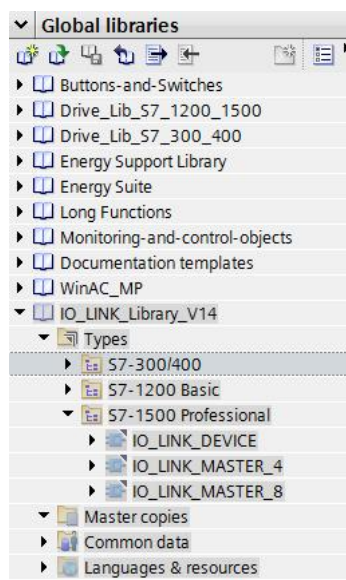 Global libraries
Buttons-and-Switches
Drive_Lib_S7_1200_1500
Drive_Lib_S7_300_400
Energy Support Library
Energy Suite
Long Functions
Monitoring-and-control-objects
Documentation templates
WinAC_MP
IO_LINK_Library_V14
Types
S7-300/400
S7-1200 Basic
S7-1500 Professional
IO_LINK_DEVICE
IO_LINK_MASTER_4
IO_LINK_MASTER_8
Master copies
Common data
Languages & resources